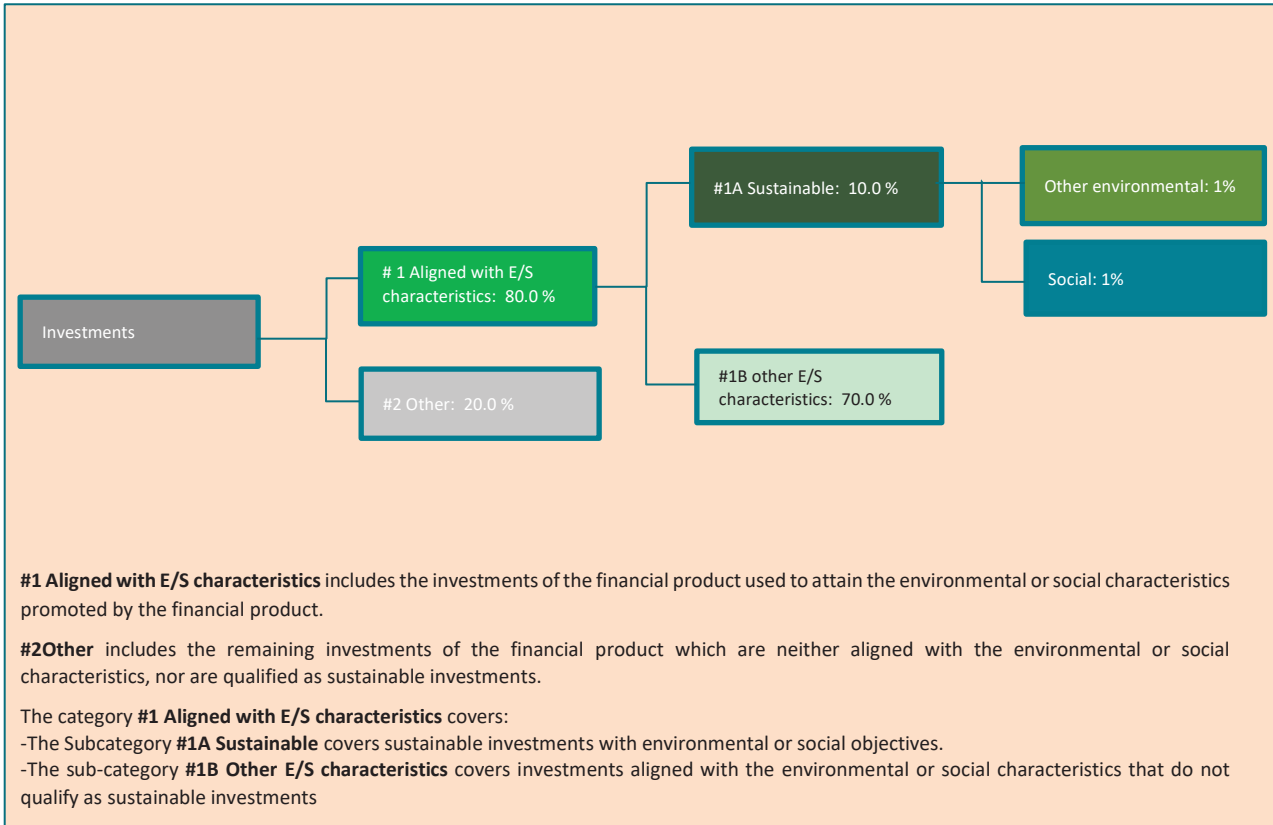 #1A Sustainable: 10.0 %
Other environmental: 1%
# 1 Aligned with E/S
characteristics: 80.0 %
Social: 1%
Investments
#2 Other: 20.0 %
#1B other E/S
characteristics: 70.0 %
#1 Aligned with E/S characteristics includes the investments of the financial product used to attain the environmental or social characteristics
promoted by the financial product.
#2Other includes the remaining investments of the financial product which are neither aligned with the environmental or social
characteristics, nor are qualified as sustainable investments.
The category #1 Aligned with E/S characteristics covers:
-The Subcategory #1A Sustainable covers sustainable investments with environmental or social objectives.
-The sub-category #1B Other E/S characteristics covers investments aligned with the environmental or social characteristics that do not
qualify as sustainable investments